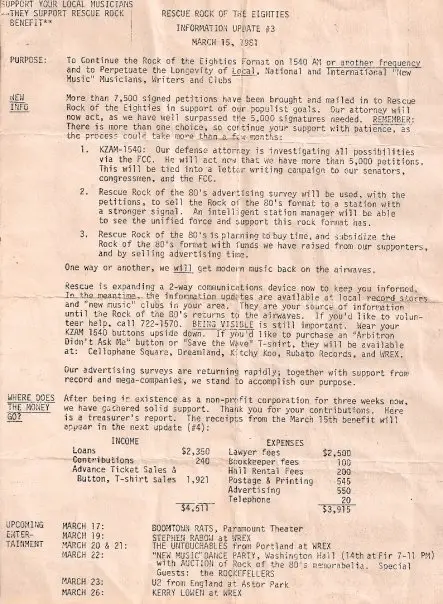 SUPPORT YOUR LOCAL MUSICIANS
--THEY SUPPORT RESCUE ROCK
BENEFIT**
RESCUE ROCK OF THE EIGHTIES
INFORMATION UPDATE #3
MARCH 15, 1981
PURPOSE: To Continue the Rock of the Eighties Format on 1540 AM or another frequency
and to Perpetuate the Longevity of Local, National and International "New
Music" Musicians, Writers and Clubs
NEW INFO More than 7,500 signed petitions have been brought and mailed in to Rescue
Rock of the Eighties in support of our populist goals. Our attorney will
now act, as we have well surpassed the 5,000 signatures needed. REMEMBER:
There is more than one choice, so continue your support with patience, as
the process could take more than a few months:
1. KZAM-1540: Our defense attorney is investigating all possibilities
via the FCC. He will act now that we have more than 5,000 petitions.
This will be tied into a letter writing campaign to our senators,
congressmen, and the FCC.
2. Rescue Rock of the 80's advertising survey will be used, with the
petitions, to sell the Rock of the 80's format to a station with
a stronger signal. An intelligent station manager will be able
to see the unified force and support this rock format has.
3. Rescue Rock of the 80's is planning to buy time, and subsidize the
Rock of the 80's format with funds we have raised from our supporters,
and by selling advertising time.
One way or another, we will get modern music back on the airwaves.
Rescue is expanding a 2-way communications device now to keep you informed.
In the meantime, the information updates are available at local record stores
and "new music" clubs in your area. They are your source of information
until the Rock of the 80's returns to the airwaves. If you'd like to volun-
teer help, call 722-1570. BEING VISIBLE is still important. Wear your
KZAM 1540 buttons upside down. If you'd like to purchase an "Arbitron
Didn't Ask Me" button or "Save the Wave" T-shirt, they will be available
at: Cellophane Square, Dreamland, Kitchy Koo, Rubato Records, and WREX.
Our advertising surveys are returning rapidly; together with support from
record and mega-companies, we stand to accomplish our purpose.
WHERE DOES THE MONEY GO? After being in existence as a non-profit corporation for three weeks now,
we have gathered solid support. Thank you for your contributions. Here
is a treasurer's report. The receipts from the March 15th benefit will
appear in the next update (#4):
INCOME EXPENSES
Loans $2,350 Lawyer fees $2,500
Contributions 240 Bookkeeper fees 100
Advance Ticket Sales & Hall Rental Fees 200
Button, T-shirt sales 1,921 Postage & Printing 545
Advertising 550
Telephone 20
$4,511 $3,915
UPCOMING ENTER-TAINMENT
MARCH 17: BOOMTOWN RATS, Paramount Theater
MARCH 19: STEPHEN RABOW at WREX
MARCH 20 & 21: THE UNTOUCHABLES from Portland at WREX
MARCH 22: "NEW MUSIC" DANCE PARTY, Washington Hall (14th at Fir 7-11 PM)
with AUCTION of Rock of the 80's memorabelia. Special
Guests: the ROCKEFELLERS
MARCH 23: U2 from England at Astor Park
MARCH 26: KERRY LOWEN at WREX